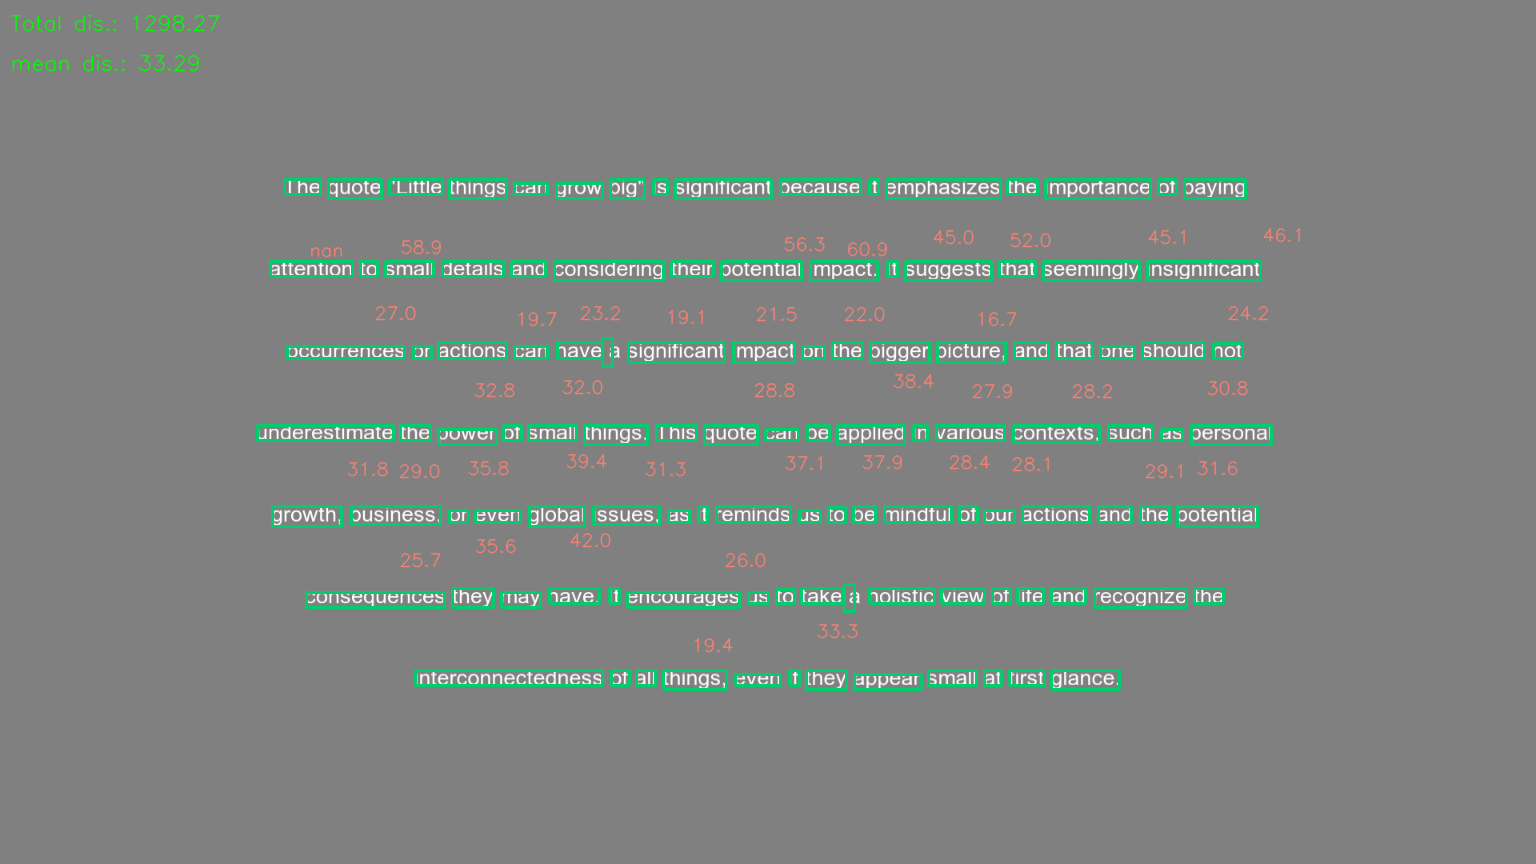 Total dis.: 1298.27
mean dis.: 33.29
The quote "Little things can grow big" is significant because it emphasizes the importance of paying
nan 58.9 56.3 60.9 45.0 52.0 45.1 46.1
attention to small details and considering their potential impact. It suggests that seemingly insignificant
27.0 19.7 23.2 19.1 21.5 22.0 16.7 24.2
occurrences or actions can have a significant impact on the bigger picture, and that one should not
32.8 32.0 28.8 38.4 27.9 28.2 30.8
underestimate the power of small things. This quote can be applied in various contexts, such as personal
31.8 29.0 35.8 39.4 31.3 37.1 37.9 28.4 28.1 29.1 31.6
growth, business, or even global issues, as it reminds us to be mindful of our actions and the potential
25.7 35.6 42.0 26.0
consequences they may have. It encourages us to take a holistic view of life and recognize the
19.4 33.3
interconnectedness of all things, even if they appear small at first glance.